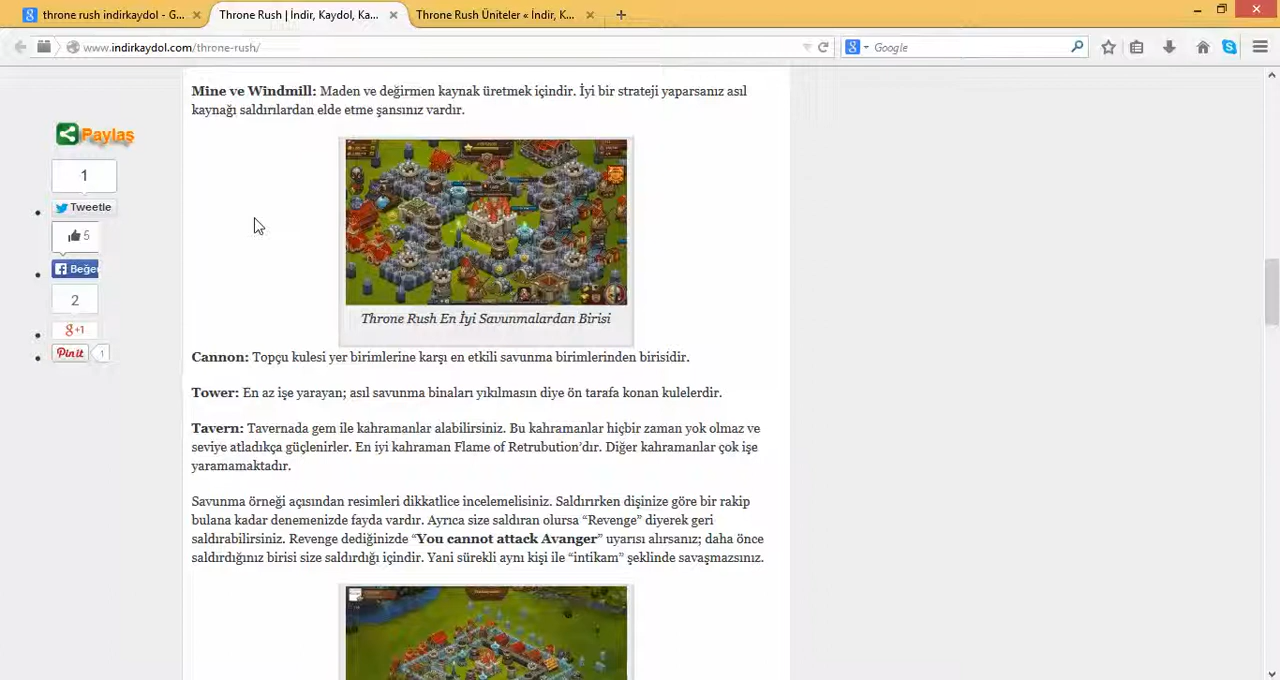 throne rush indirkaydol - G...
Throne Rush | İndir, Kaydol, Ka...
Throne Rush Üniteler « İndir, K...
www.indirkaydol.com/throne-rush/
Google
Mine ve Windmill: Maden ve değirmen kaynak üretmek içindir. İyi bir strateji yaparsanız asıl
kaynağı saldırılardan elde etme şansınız vardır.
Paylaş
1
Tweetle
5
Beğe
2
g+1
Pinit
1
Throne Rush En İyi Savunmalardan Birisi
Cannon: Topçu kulesi yer birimlerine karşı en etkili savunma birimlerinden birisidir.
Tower: En az işe yarayan; asıl savunma binaları yıkılmasın diye ön tarafa konan kulelerdir.
Tavern: Tavernada gem ile kahramanlar alabilirsiniz. Bu kahramanlar hiçbir zaman yok olmaz ve
seviye atladıkça güçlenirler. En iyi kahraman Flame of Retrubution'dır. Diğer kahramanlar çok işe
yaramamaktadır.
Savunma örneği açısından resimleri dikkatlice incelemelisiniz. Saldırırken dişinize göre bir rakip
bulana kadar denemenizde fayda vardır. Ayrıca size saldıran olursa "Revenge" diyerek geri
saldırabilirsiniz. Revenge dediğinizde "You cannot attack Avanger" uyarısı alırsanız; daha önce
saldırdığınız birisi size saldırdığı içindir. Yani sürekli aynı kişi ile "intikam" şeklinde savaşmazsınız.